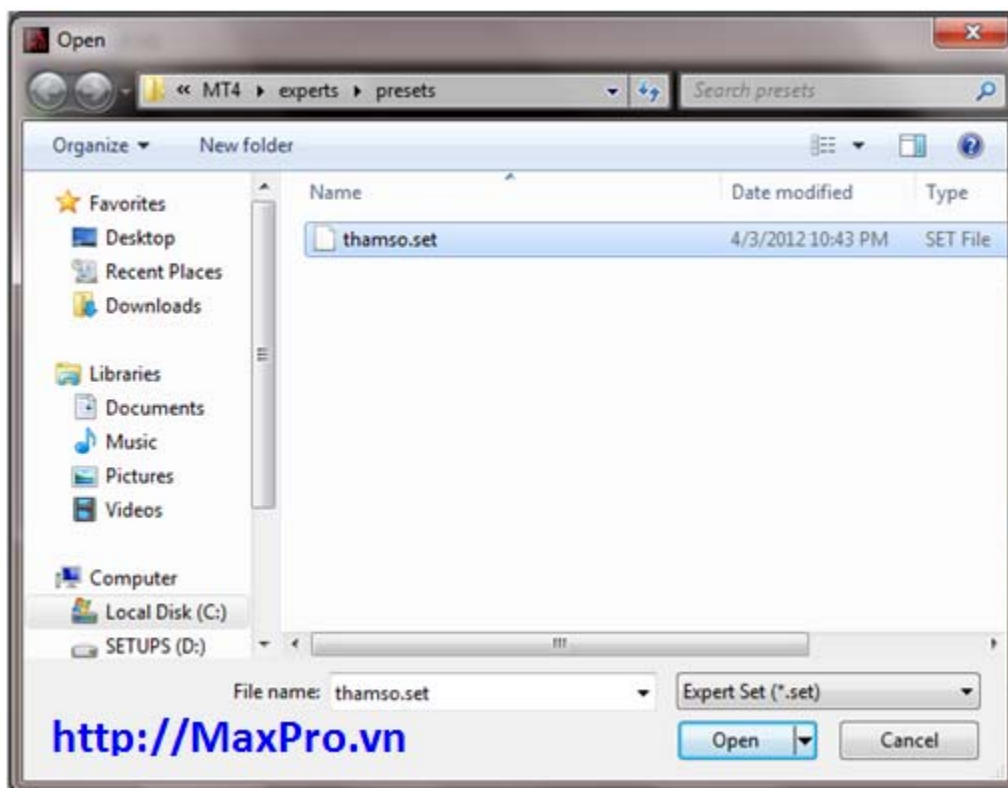 Open
« MT4 experts presets Search presets
Organize New folder
Name Date modified Type
thamso.set 4/3/2012 10:43 PM SET File
Favorites
Desktop
Recent Places
Downloads
Libraries
Documents
Music
Pictures
Videos
Computer
Local Disk (C:)
SETUPS (D:)
File name: thamso.set Expert Set (*.set)
http://MaxPro.vn
Open Cancel